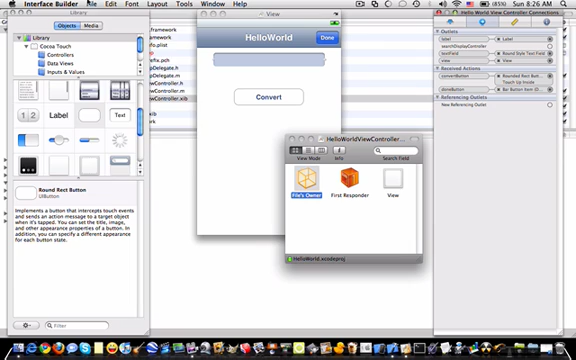 Interface Builder
Edit
Font
Layout
Tools
Window
Help
Sun 8:26 AM
Library
Objects
Media
Library
Cocoa Touch
Controllers
Data Views
Inputs & Values
Label
Text
Round Rect Button
UIButton
Implements a button that intercepts touch events
and sends an action message to a target object
when it's tapped. You can set the title, image,
and other appearance properties of a button. In
addition, you can specify a different appearance
for each button state.
Filter
View
HelloWorld
Done
Convert
HelloWorldViewController
View Mode
Info
Search Field
File's Owner
First Responder
View
HelloWorld.xcodeproj
Hello World View Controller Connections
Outlets
label
Label
searchDisplayController
textField
Round Style Text Field
view
View
Received Actions
convertButton
Rounded Rect
doneButton
Bar Button Item
Referencing Outlets
New Referencing Outlet